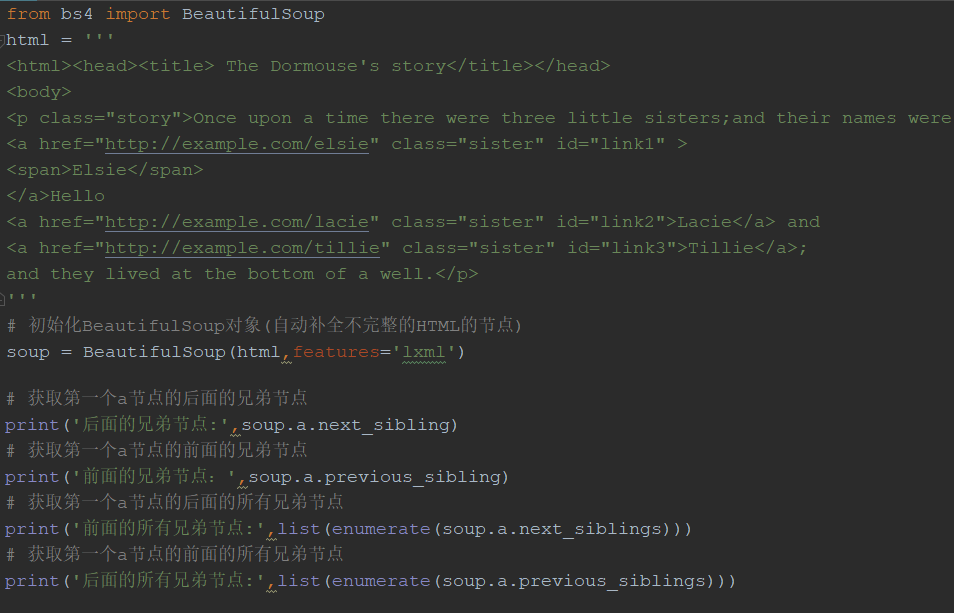 from bs4 import BeautifulSoup
html = '''
<html><head><title> The Dormouse's story</title></head>
<body>
<p class="story">Once upon a time there were three little sisters;and their names were
<a href="http://example.com/elsie" class="sister" id="link1" >
<span>Elsie</span>
</a>Hello
<a href="http://example.com/lacie" class="sister" id="link2">Lacie</a> and
<a href="http://example.com/tillie" class="sister" id="link3">Tillie</a>;
and they lived at the bottom of a well.</p>
'''
# 初始化BeautifulSoup对象(自动补全不完整的HTML的节点)
soup = BeautifulSoup(html,features='lxml')
# 获取第一个a节点的后面的兄弟节点
print('后面的兄弟节点:',soup.a.next_sibling)
# 获取第一个a节点的前面的兄弟节点
print('前面的兄弟节点：',soup.a.previous_sibling)
# 获取第一个a节点的后面的所有兄弟节点
print('前面的所有兄弟节点:',list(enumerate(soup.a.next_siblings)))
# 获取第一个a节点的前面的所有兄弟节点
print('后面的所有兄弟节点:',list(enumerate(soup.a.previous_siblings)))